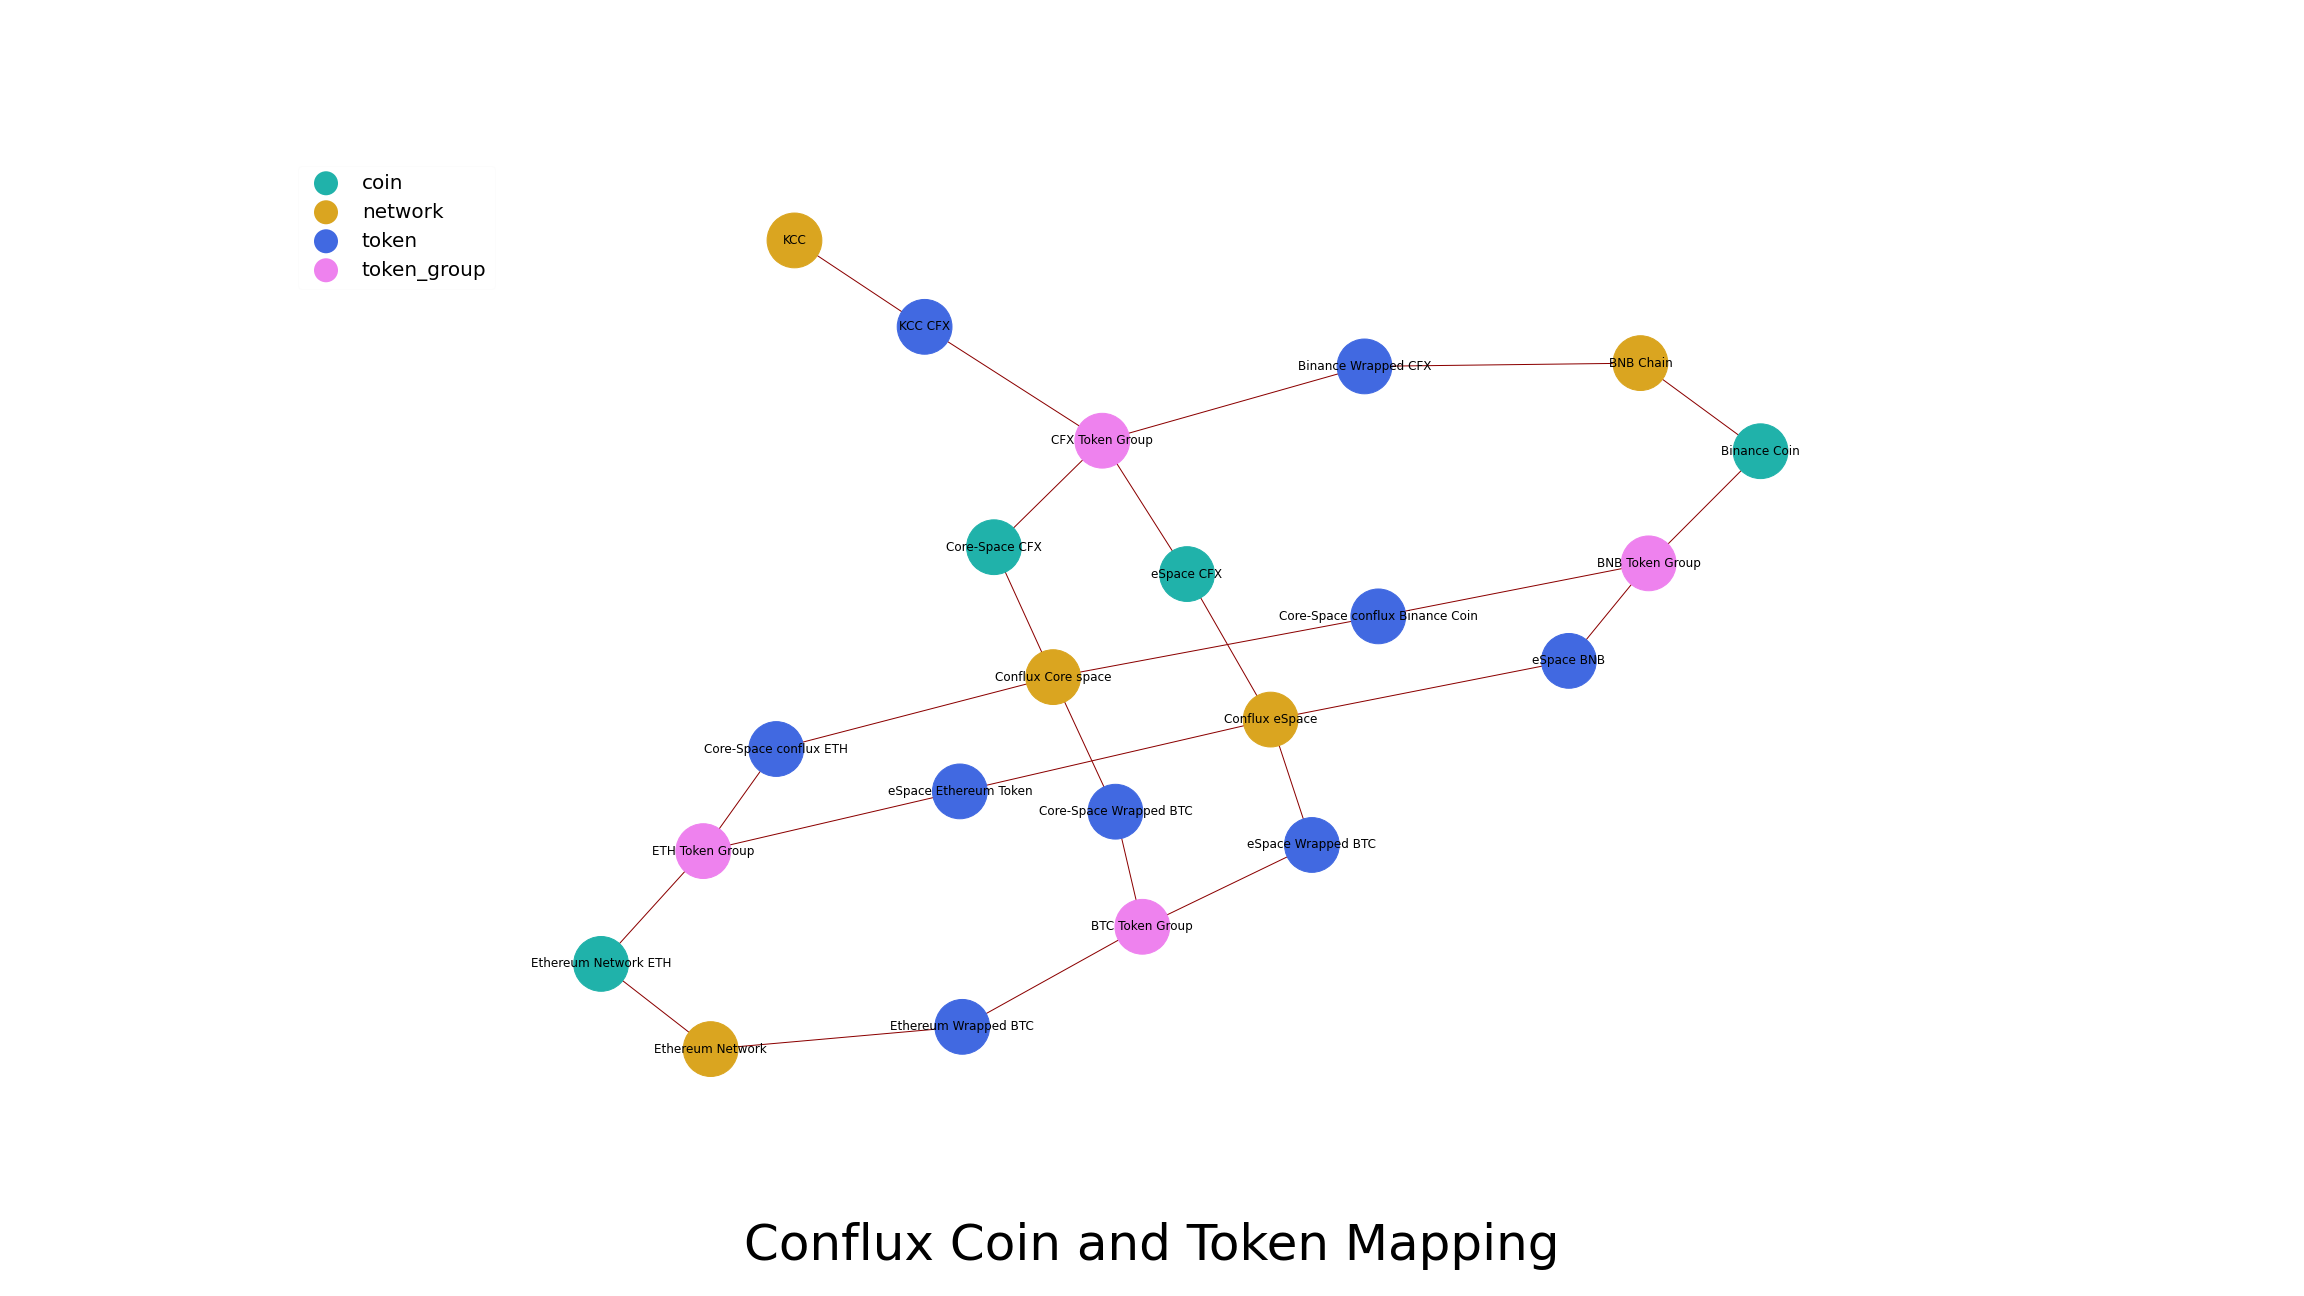 coin
network
token
token_group
KCC
KCC CFX
Binance Wrapped CFX
BNB Chain
CFX Token Group
Binance Coin
Core-Space CFX
eSpace CFX
BNB Token Group
Core-Space conflux Binance Coin
eSpace BNB
Conflux Core space
Conflux eSpace
Core-Space conflux ETH
eSpace Ethereum Token
Core-Space Wrapped BTC
eSpace Wrapped BTC
ETH Token Group
BTC Token Group
Ethereum Network ETH
Ethereum Wrapped BTC
Ethereum Network
Conflux Coin and Token Mapping